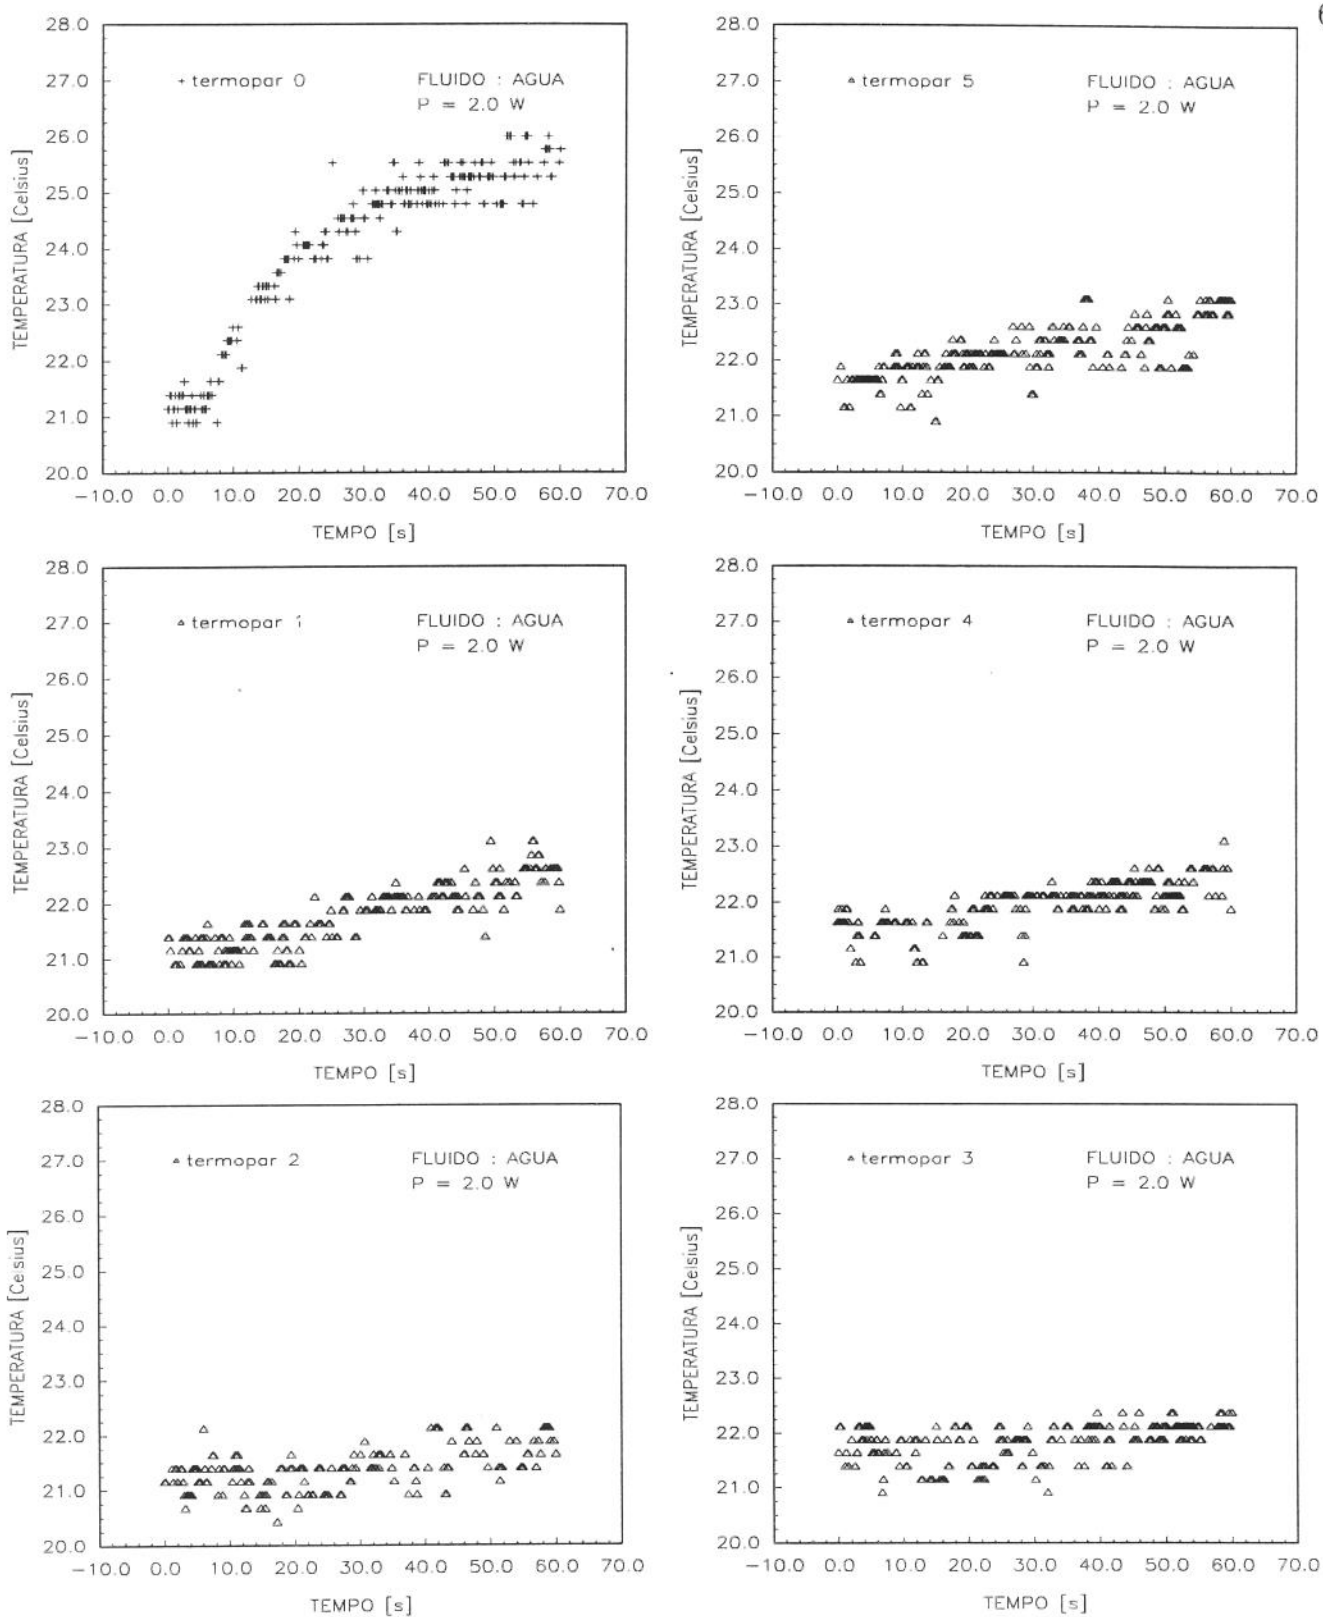 6
28.0
27.0
26.0
25.0
24.0
23.0
22.0
21.0
20.0
TEMPERATURA [Celsius]
+ termopar 0
FLUIDO : AGUA
P = 2.0 W
−10.0 0.0 10.0 20.0 30.0 40.0 50.0 60.0 70.0
TEMPO [s]
28.0
27.0
26.0
25.0
24.0
23.0
22.0
21.0
20.0
TEMPERATURA [Celsius]
termopar 5
FLUIDO : AGUA
P = 2.0 W
−10.0 0.0 10.0 20.0 30.0 40.0 50.0 60.0 70.0
TEMPO [s]
28.0
27.0
26.0
25.0
24.0
23.0
22.0
21.0
20.0
TEMPERATURA [Celsius]
termopar 1
FLUIDO : AGUA
P = 2.0 W
−10.0 0.0 10.0 20.0 30.0 40.0 50.0 60.0 70.0
TEMPO [s]
28.0
27.0
26.0
25.0
24.0
23.0
22.0
21.0
20.0
TEMPERATURA [Celsius]
termopar 4
FLUIDO : AGUA
P = 2.0 W
−10.0 0.0 10.0 20.0 30.0 40.0 50.0 60.0 70.0
TEMPO [s]
28.0
27.0
26.0
25.0
24.0
23.0
22.0
21.0
20.0
TEMPERATURA [Celsius]
termopar 2
FLUIDO : AGUA
P = 2.0 W
−10.0 0.0 10.0 20.0 30.0 40.0 50.0 60.0 70.0
TEMPO [s]
28.0
27.0
26.0
25.0
24.0
23.0
22.0
21.0
20.0
TEMPERATURA [Celsius]
termopar 3
FLUIDO : AGUA
P = 2.0 W
−10.0 0.0 10.0 20.0 30.0 40.0 50.0 60.0 70.0
TEMPO [s]